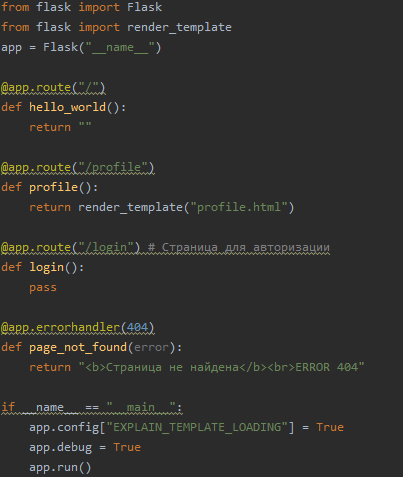 from flask import Flask
from flask import render_template
app = Flask("__name__")
@app.route("/")
def hello_world():
return ""
@app.route("/profile")
def profile():
return render_template("profile.html")
@app.route("/login") # Страница для авторизации
def login():
pass
@app.errorhandler(404)
def page_not_found(error):
return "<b>Страница не найдена</b><br>ERROR 404"
if __name__ == "__main__":
app.config["EXPLAIN_TEMPLATE_LOADING"] = True
app.debug = True
app.run()